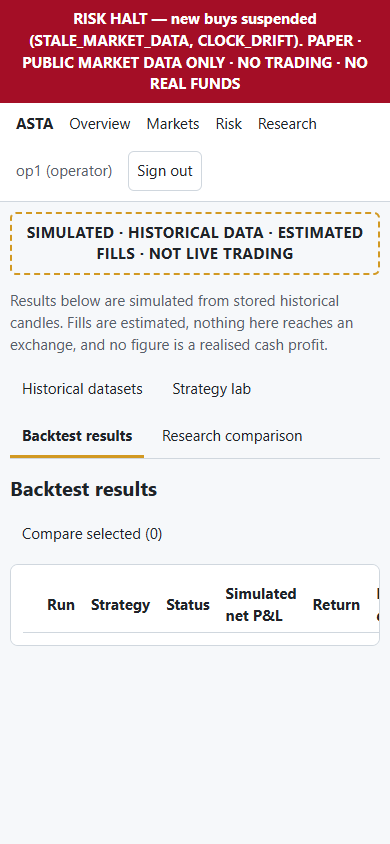 RISK HALT — new buys suspended
(STALE_MARKET_DATA, CLOCK_DRIFT). PAPER ·
PUBLIC MARKET DATA ONLY · NO TRADING · NO
REAL FUNDS
ASTA Overview Markets Risk Research
op1 (operator) Sign out
SIMULATED · HISTORICAL DATA · ESTIMATED
FILLS · NOT LIVE TRADING
Results below are simulated from stored historical
candles. Fills are estimated, nothing here reaches an
exchange, and no figure is a realised cash profit.
Historical datasets Strategy lab
Backtest results Research comparison
Backtest results
Compare selected (0)
Run Strategy Status Simulated net P&L Return